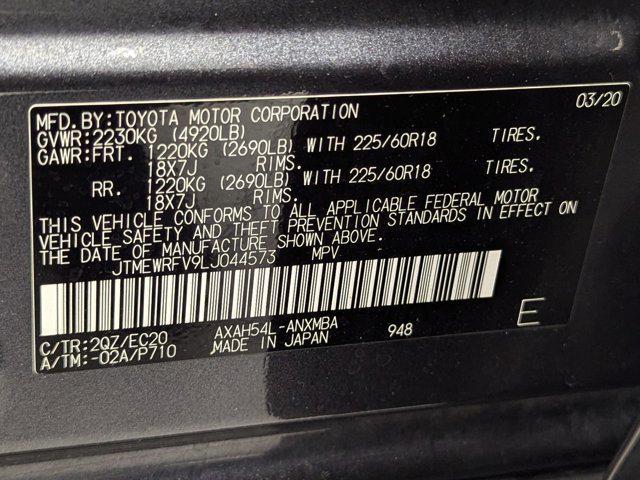 MFD.BY:TOYOTA MOTOR CORPORATION 03/20
GVWR:2230KG (4920LB)
GAWR:FRT. 1220KG (2690LB) WITH 225/60R18 TIRES.
18X7J RIMS.
RR. 1220KG (2690LB) WITH 225/60R18 TIRES.
18X7J RIMS.
THIS VEHICLE CONFORMS TO ALL APPLICABLE FEDERAL MOTOR
VEHICLE SAFETY AND THEFT PREVENTION STANDARDS IN EFFECT ON
THE DATE OF MANUFACTURE SHOWN ABOVE.
JTMEWRFV9LJ044573 MPV
C/TR:2QZ/EC20 AXAH54L-ANXMBA 948 E
A/TM:-02A/P710 MADE IN JAPAN